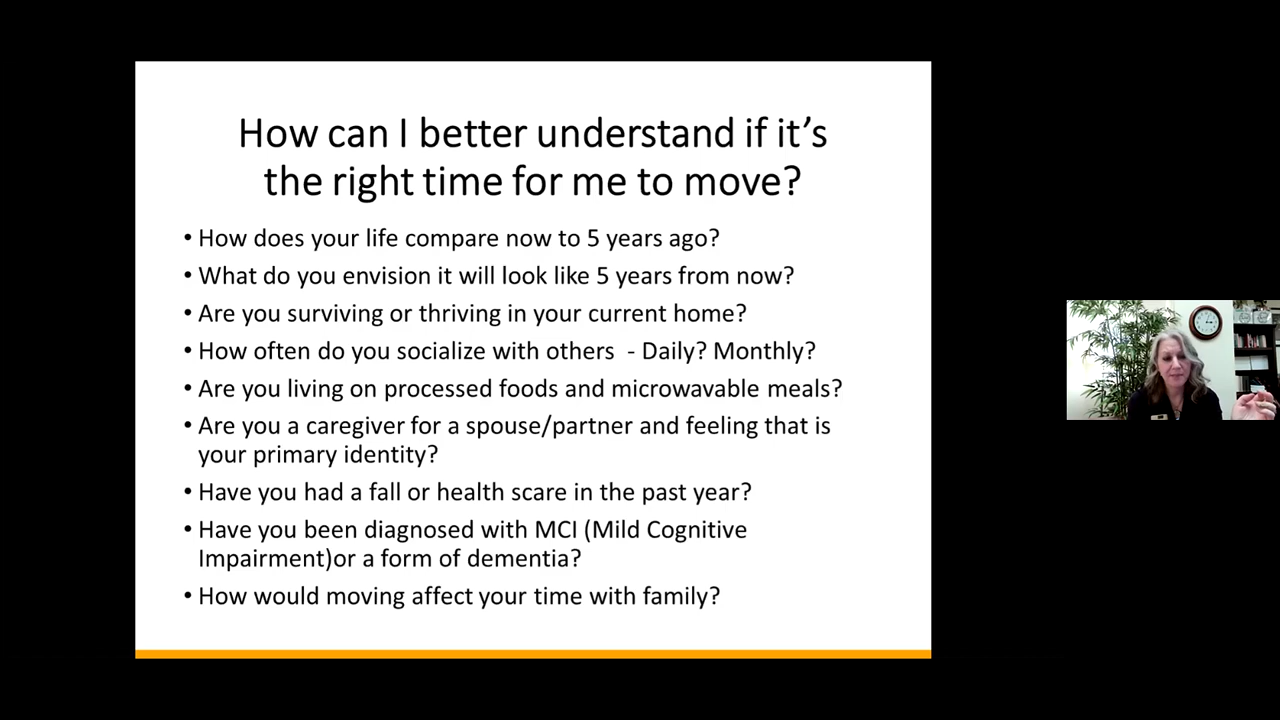 How can I better understand if it's
the right time for me to move?
• How does your life compare now to 5 years ago?
• What do you envision it will look like 5 years from now?
• Are you surviving or thriving in your current home?
• How often do you socialize with others - Daily? Monthly?
• Are you living on processed foods and microwavable meals?
• Are you a caregiver for a spouse/partner and feeling that is
your primary identity?
• Have you had a fall or health scare in the past year?
• Have you been diagnosed with MCI (Mild Cognitive
Impairment)or a form of dementia?
• How would moving affect your time with family?